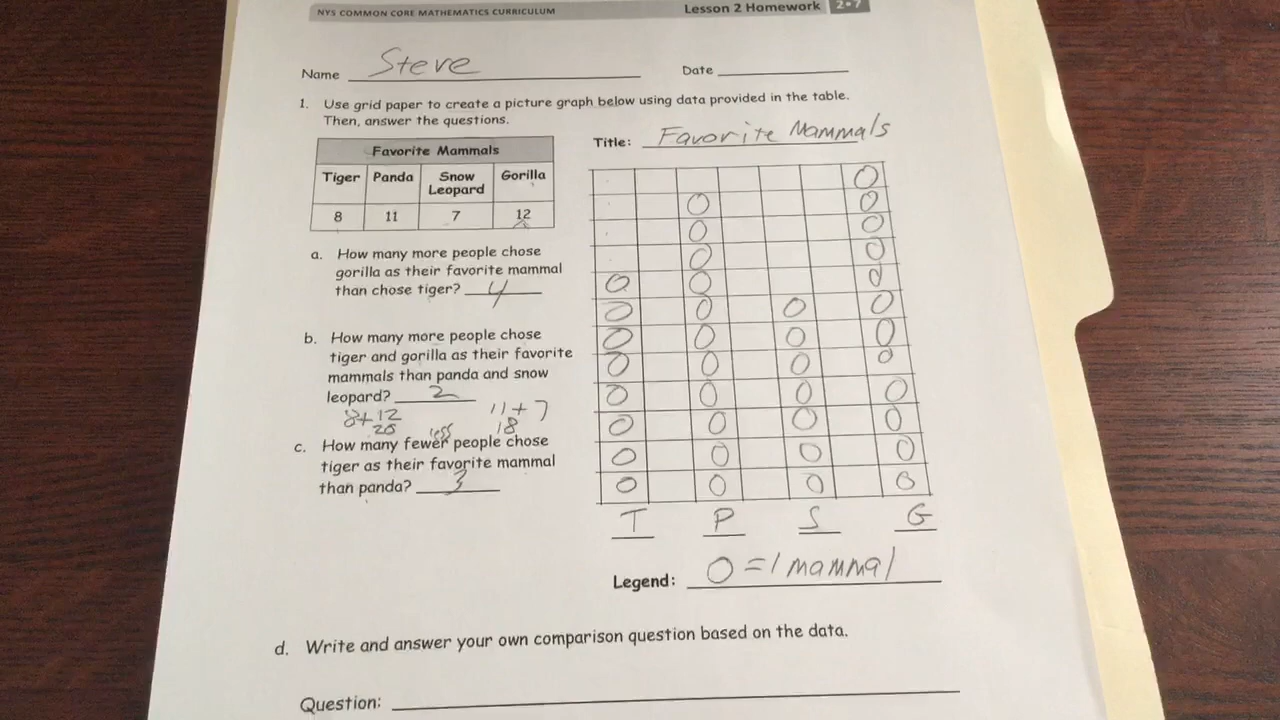 NYS COMMON CORE MATHEMATICS CURRICULUM
Lesson 2 Homework 2•7
Name Steve
Date
1. Use grid paper to create a picture graph below using data provided in the table.
Then, answer the questions.
Title: Favorite Mammals
Favorite Mammals
Tiger Panda Snow Leopard Gorilla
8 11 7 12
a. How many more people chose
gorilla as their favorite mammal
than chose tiger? 4
b. How many more people chose
tiger and gorilla as their favorite
mammals than panda and snow
leopard? 2
8+12 11+7
20 18
less
c. How many fewer people chose
tiger as their favorite mammal
than panda? 3
T P S G
Legend: O = 1 mammal
d. Write and answer your own comparison question based on the data.
Question: